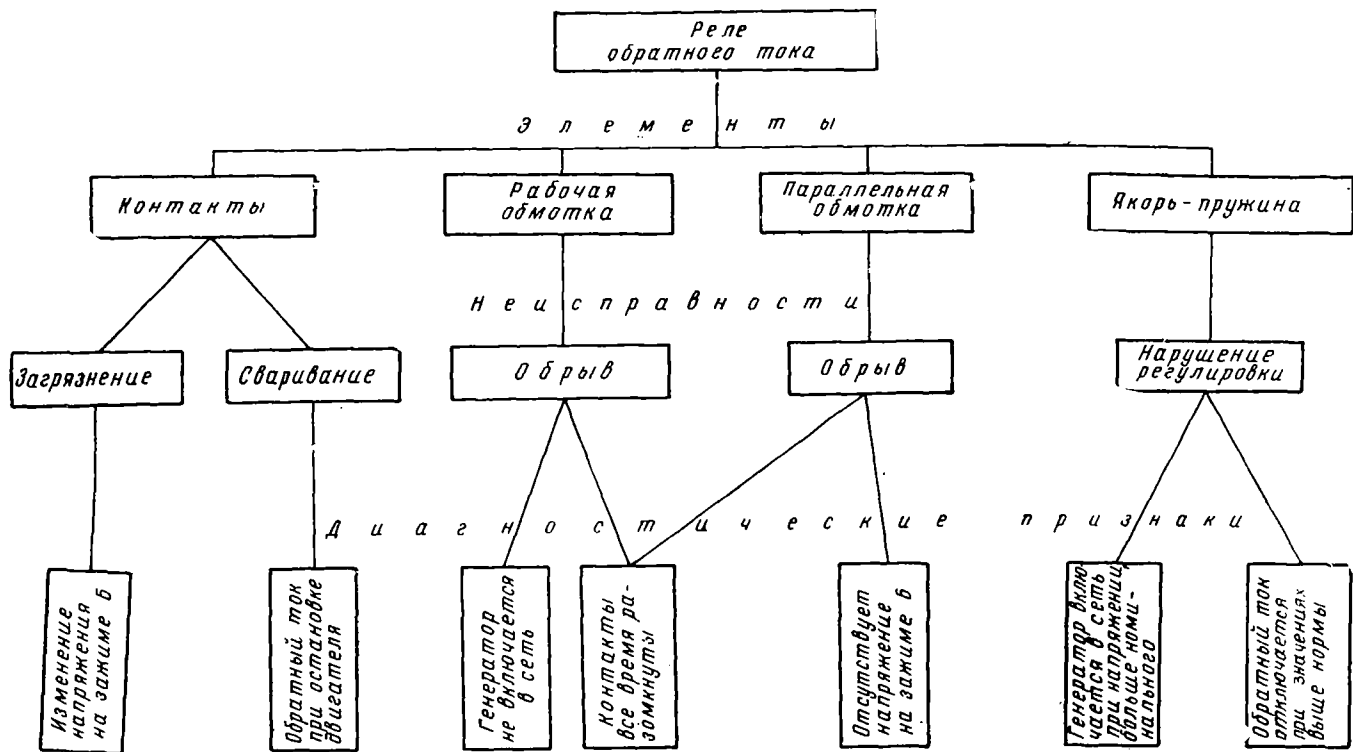 Реле
обратного тока
Элементы
Контакты
Рабочая
обмотка
Параллельная
обмотка
Якорь-пружина
Неисправности
Загрязнение
Сваривание
Обрыв
Обрыв
Нарушение
регулировки
Диагностические признаки
Изменение
напряжения
на зажиме Б
Обратный ток
при остановке
двигателя
Генератор
не включается
в сеть
Контакты
все время ра-
зомкнуты
Отсутствует
напряжение
на зажиме Б
Генератор вклю-
чается в сеть
при напряжении
больше номи-
нального
Обратный ток
отключается
при значениях
выше нормы